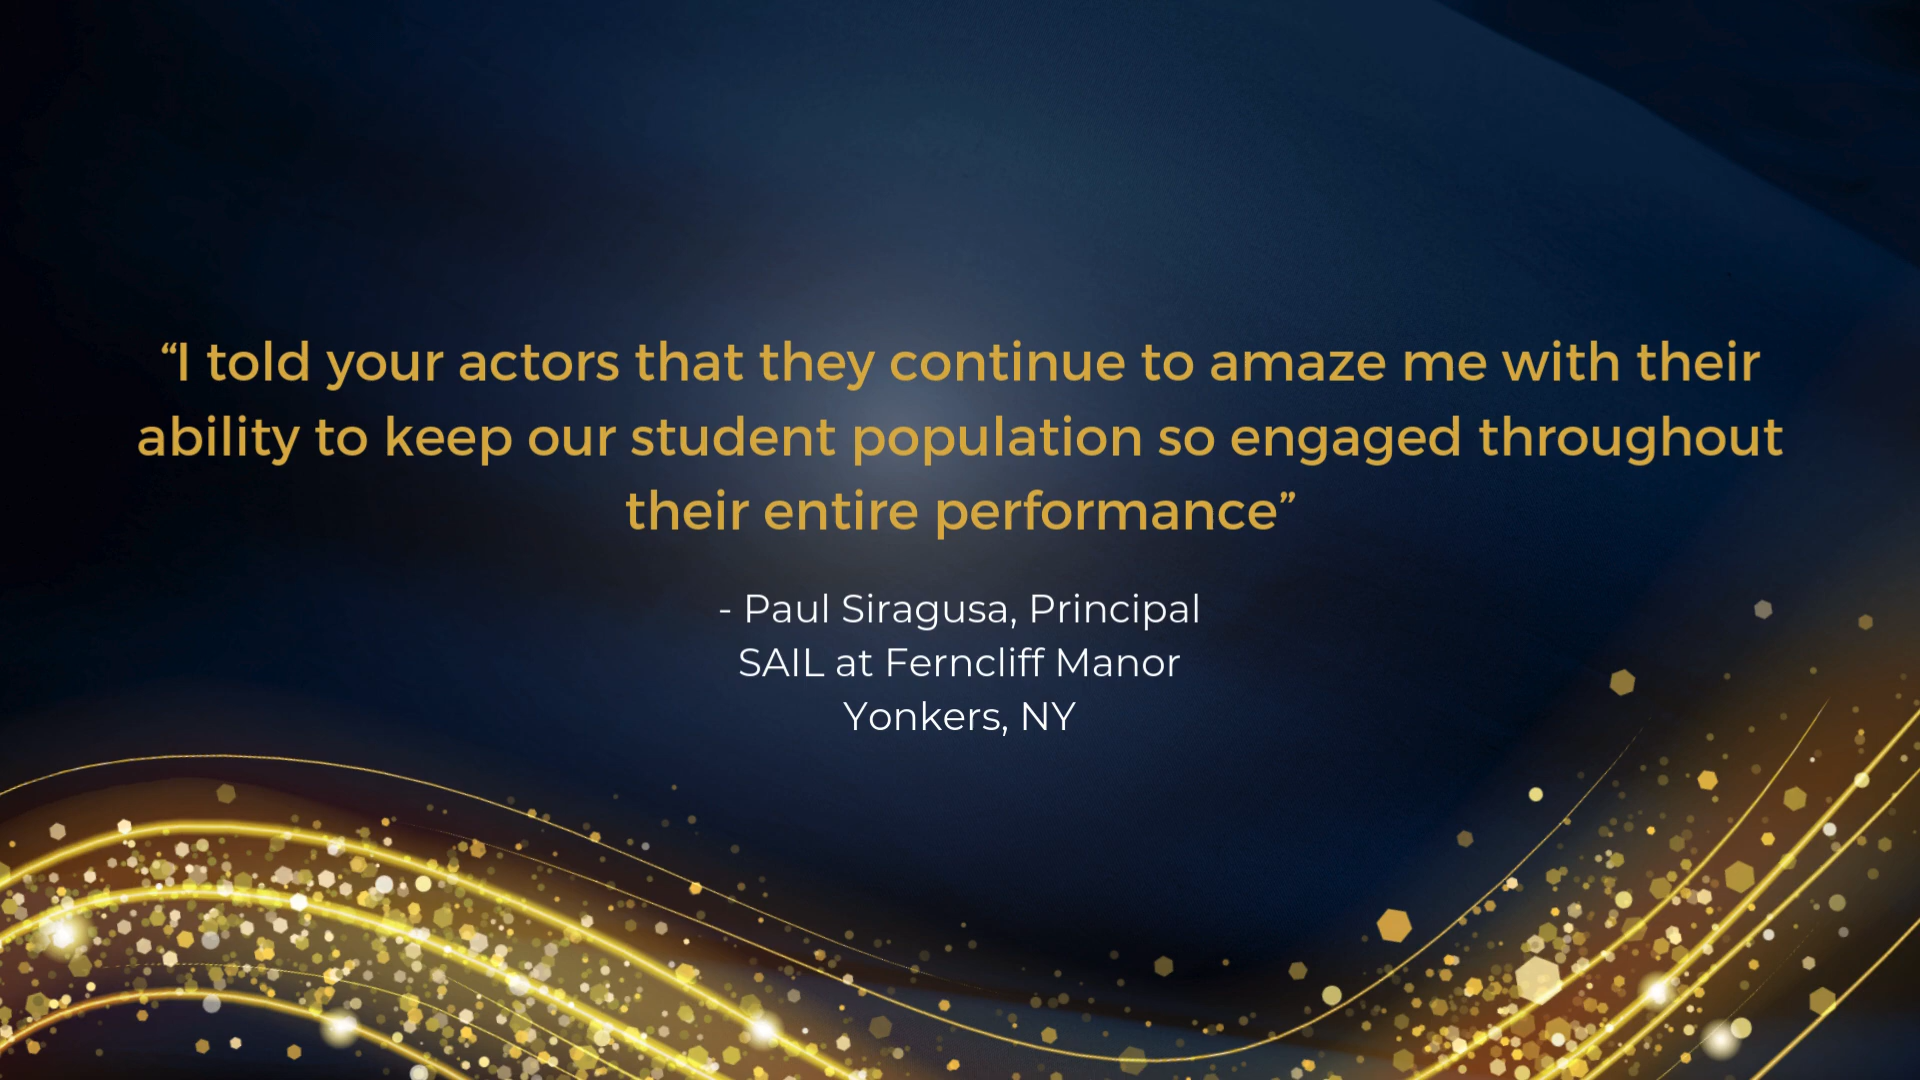 “I told your actors that they continue to amaze me with their
ability to keep our student population so engaged throughout
their entire performance”
- Paul Siragusa, Principal
SAIL at Ferncliff Manor
Yonkers, NY